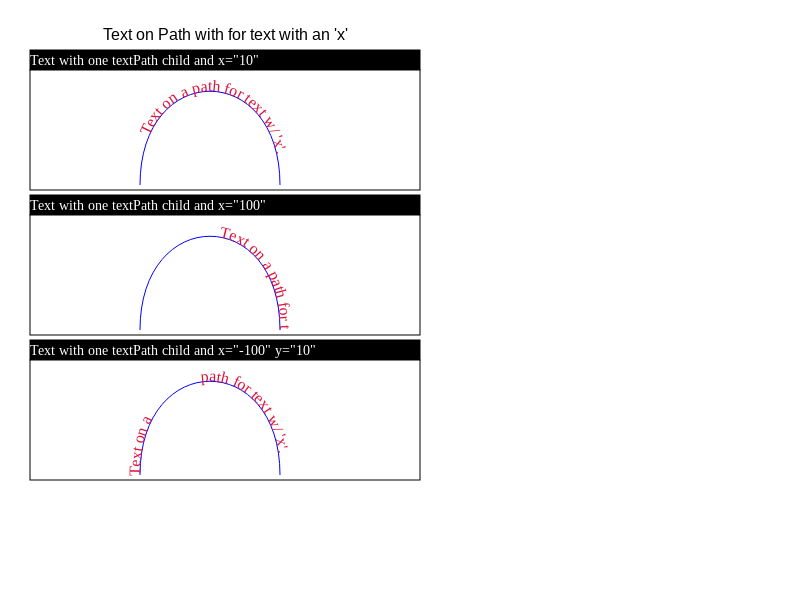 Text on Path with for text with an 'x'
Text with one textPath child and x="10"
Text on a path for text w/ 'x'.
Text with one textPath child and x="100"
Text on a path for t
Text with one textPath child and x="-100" y="10"
Text on a path for text w/ 'x'.